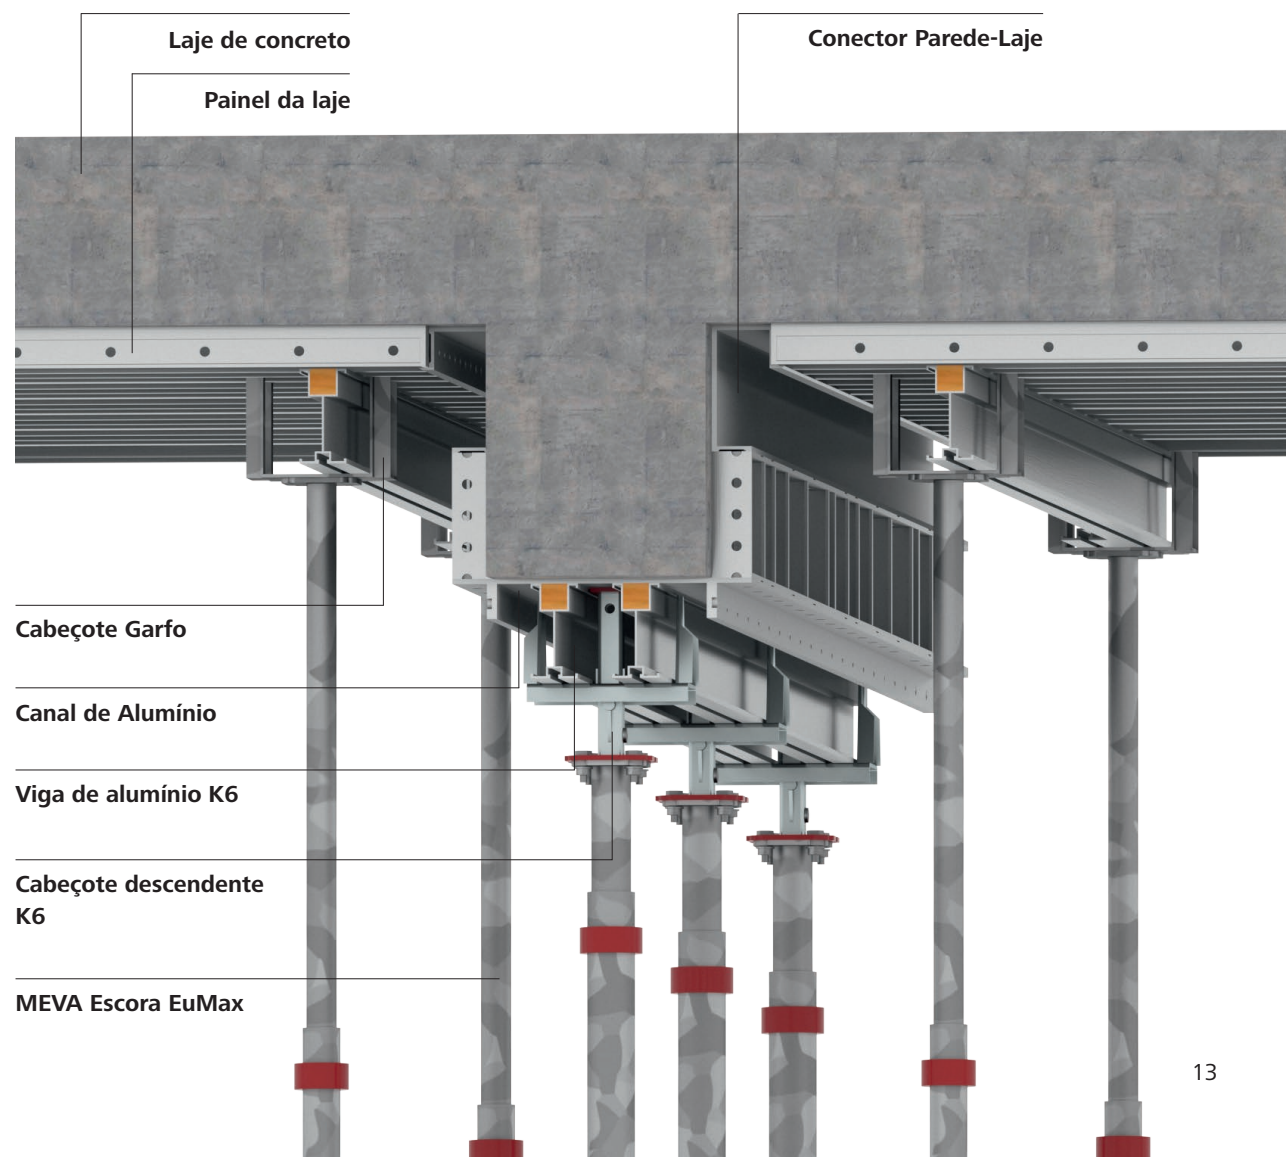 Laje de concreto
Conector Parede-Laje
Painel da laje
Cabeçote Garfo
Canal de Alumínio
Viga de alumínio K6
Cabeçote descendente
K6
MEVA Escora EuMax
13